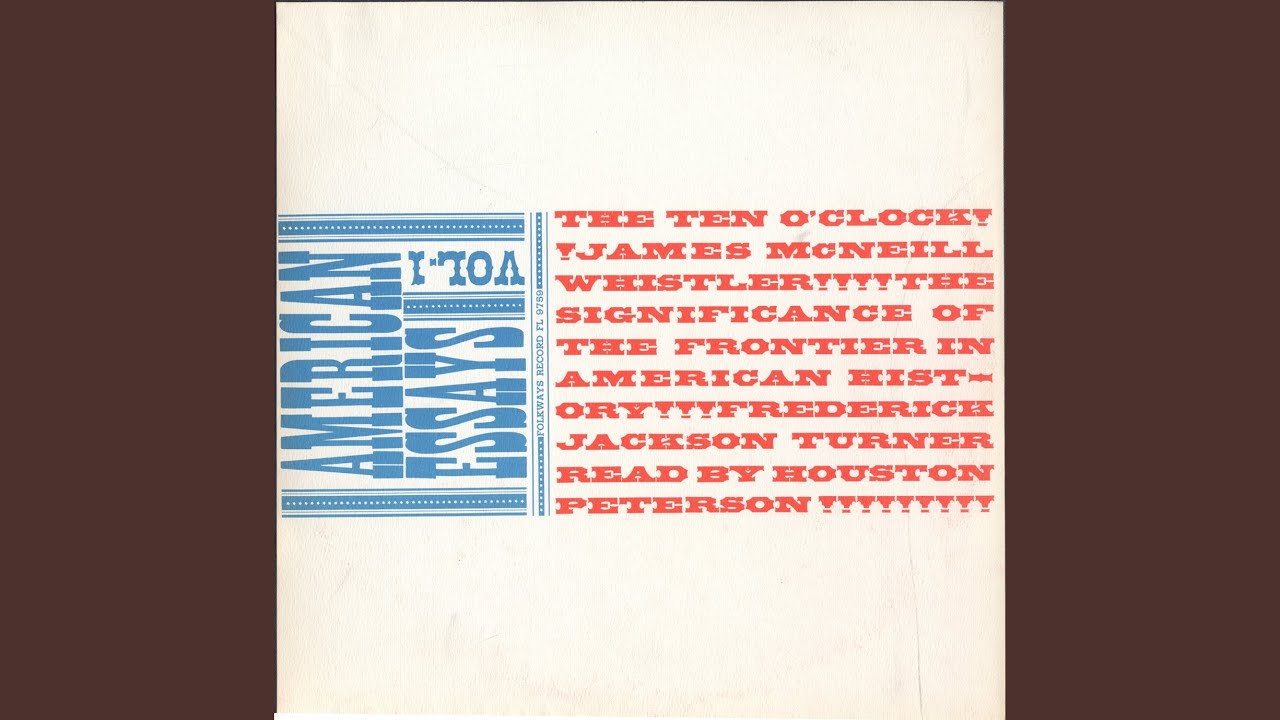 AMERICAN
ESSAYS
VOL-1
FOLKWAYS RECORD FL 9759
THE TEN O'CLOCK!
!JAMES MCNEILL
WHISTLER!!!!THE
SIGNIFICANCE OF
THE FRONTIER IN
AMERICAN HIST-
ORY!!!FREDERICK
JACKSON TURNER
READ BY HOUSTON
PETERSON !!!!!!!!!